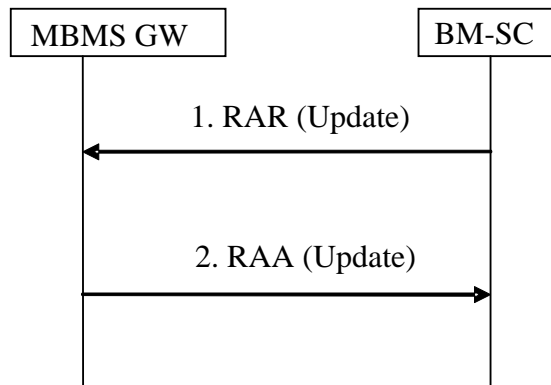 MBMS GW
BM-SC
1. RAR (Update)
2. RAA (Update)